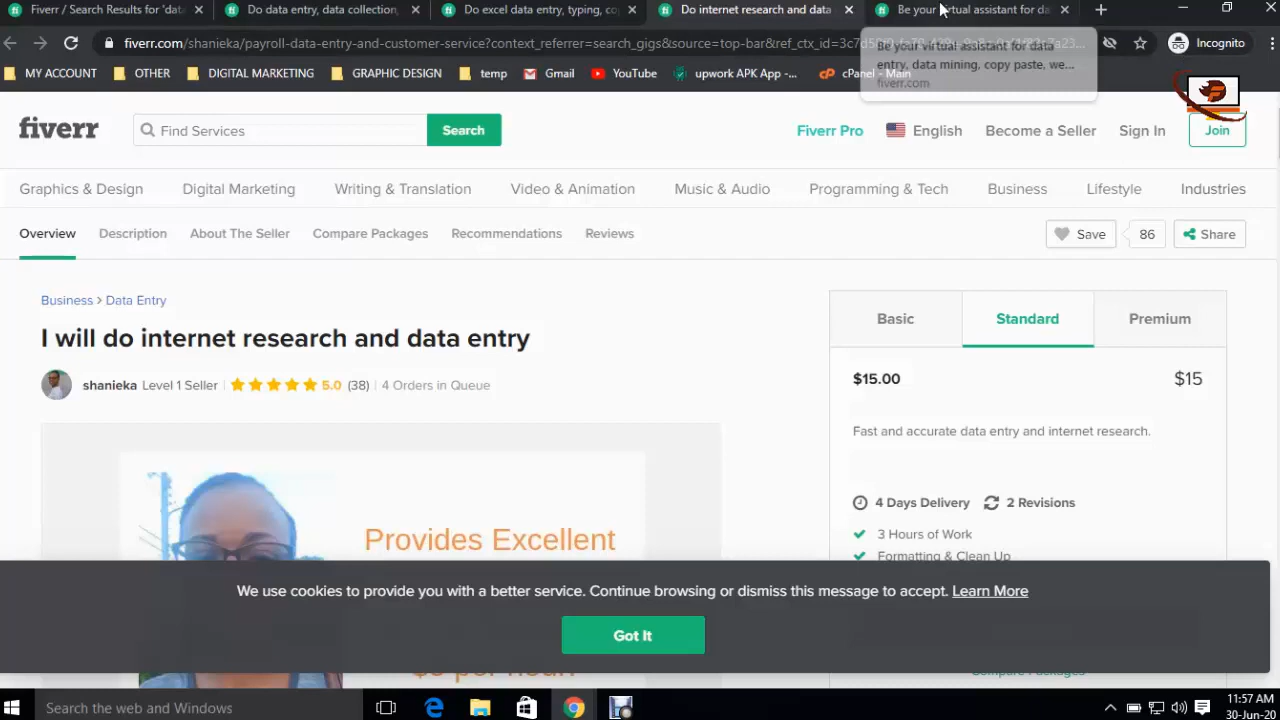 Fiverr / Search Results for 'dat
Do data entry, data collection,
Do excel data entry, typing, co
Do internet research and data
Be your virtual assistant for da
fiverr.com/shanieka/payroll-data-entry-and-customer-service?context_referrer=search_gigs&source=top-bar&ref_ctx_id=3c7d
Incognito
Be your virtual assistant for data
entry, data mining, copy paste, we...
fiverr.com
MY ACCOUNT
OTHER
DIGITAL MARKETING
GRAPHIC DESIGN
temp
Gmail
YouTube
upwork APK App -...
cPanel - Main
fiverr
Find Services
Search
Fiverr Pro
English
Become a Seller
Sign In
Join
Graphics & Design
Digital Marketing
Writing & Translation
Video & Animation
Music & Audio
Programming & Tech
Business
Lifestyle
Industries
Overview
Description
About The Seller
Compare Packages
Recommendations
Reviews
Save
86
Share
Business > Data Entry
I will do internet research and data entry
shanieka Level 1 Seller 5.0 (38) 4 Orders in Queue
Provides Excellent
Basic
Standard
Premium
$15.00
$15
Fast and accurate data entry and internet research.
4 Days Delivery
2 Revisions
3 Hours of Work
Formatting & Clean Up
We use cookies to provide you with a better service. Continue browsing or dismiss this message to accept. Learn More
Got It
$5 per hour
Compare Packages
Search the web and Windows
11:57 AM
30-Jun-20